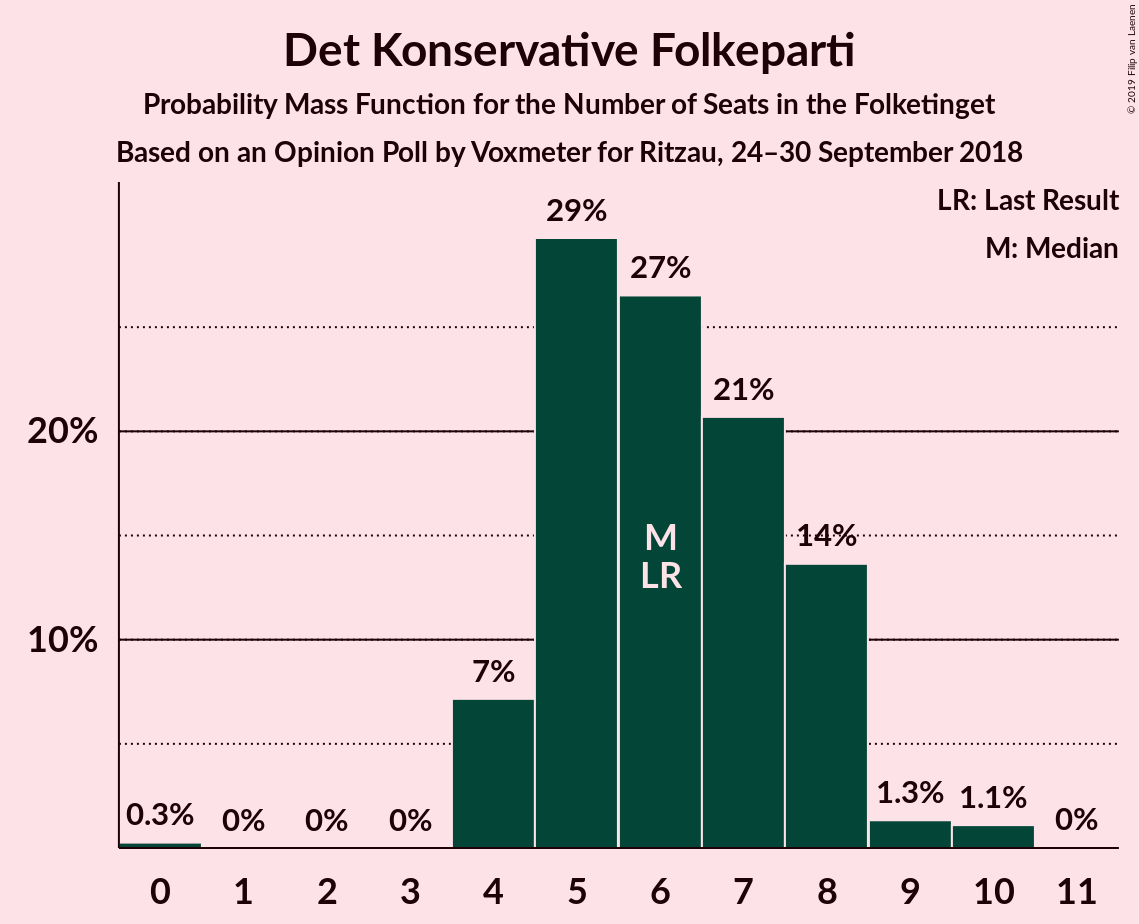 Det Konservative Folkeparti
Probability Mass Function for the Number of Seats in the Folketinget
Based on an Opinion Poll by Voxmeter for Ritzau, 24–30 September 2018
© 2019 Filip van Laenen
LR: Last Result
M: Median
29%
27%
21%
20%
14%
M
LR
10%
7%
0.3%
0%
0%
0%
1.3%
1.1%
0%
0 1 2 3 4 5 6 7 8 9 10 11